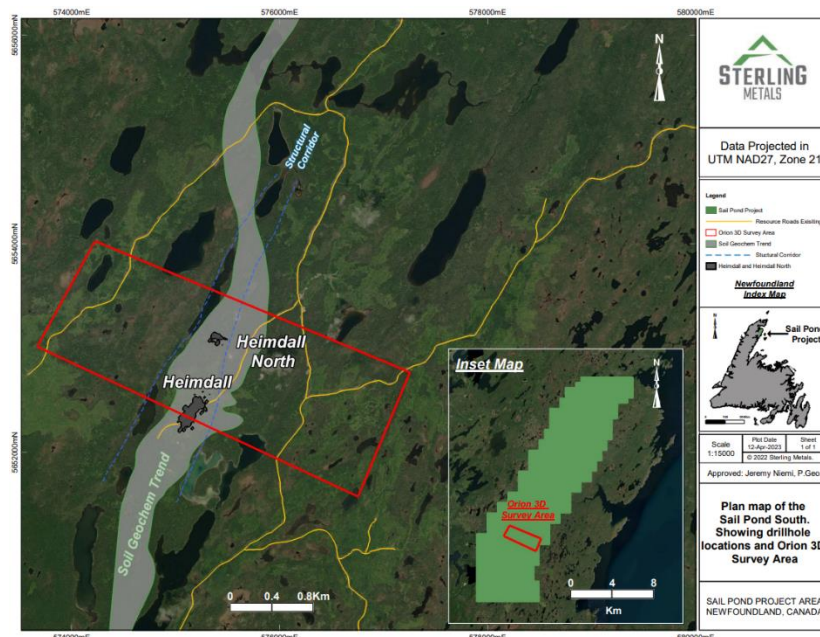 574000mE
576000mE
578000mE
580000mE
5656000mN
5654000mN
5652000mN
N
Structural
Corridor
Heimdall
North
Heimdall
Soil Geochem Trend
0 0.4 0.8Km
Inset Map
N
Orion 3D
Survey Area
0 4 8
Km
574000mE
576000mE
578000mE
580000mE
STERLING
METALS
Data Projected in
UTM NAD27, Zone 21
Legend
Sail Pond Project
Resource Roads Existing
Orion 3D Survey Area
Soil Geochem Trend
Stuctural Corridor
Heimdall and Heimdall North
Newfoundland
Index Map
Sail Pond
Project
Scale
1:15000
Plot Date
12-Apr-2023
Sheet
1 of 1
© 2022 Sterling Metals.
Approved: Jeremy Niemi, P.Geo
Plan map of the
Sail Pond South.
Showing drillhole
locations and Orion 3D
Survey Area
SAIL POND PROJECT AREA
NEWFOUNDLAND, CANADA